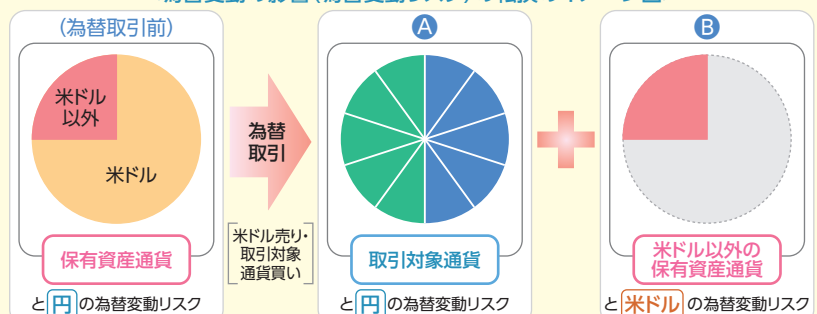 (為替取引前)
米ドル
以外
米ドル
保有資産通貨
と円の為替変動リスク
為替
取引
米ドル売り・
取引対象
通貨買い
A
取引対象通貨
と円の為替変動リスク
B
米ドル以外の
保有資産通貨
と米ドルの為替変動リスク